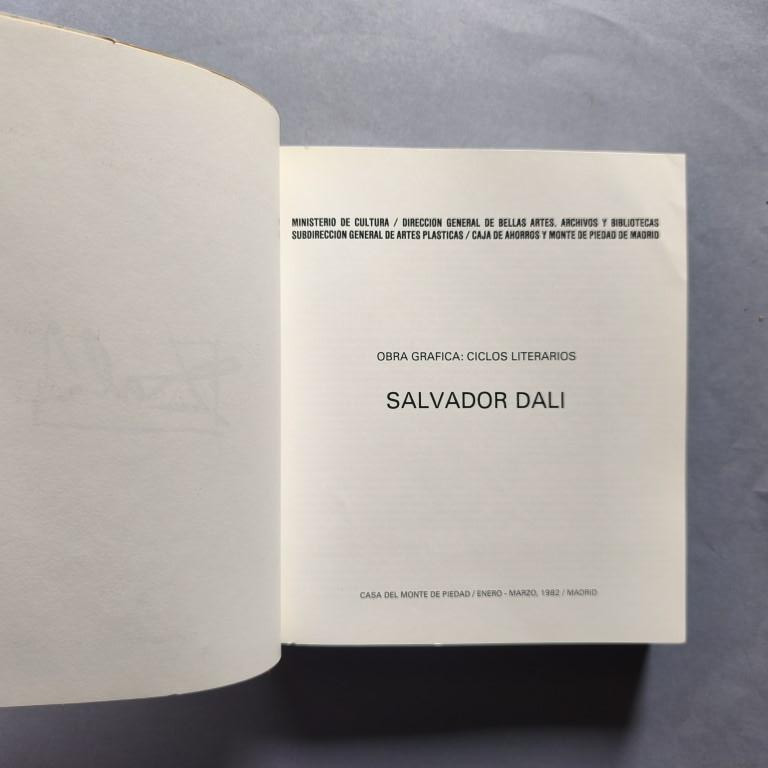 MINISTERIO DE CULTURA / DIRECCION GENERAL DE BELLAS ARTES, ARCHIVOS Y BIBLIOTECAS
SUBDIRECCION GENERAL DE ARTES PLASTICAS / CAJA DE AHORROS Y MONTE DE PIEDAD DE MADRID
OBRA GRAFICA: CICLOS LITERARIOS
SALVADOR DALI
CASA DEL MONTE DE PIEDAD / ENERO - MARZO, 1982 / MADRID